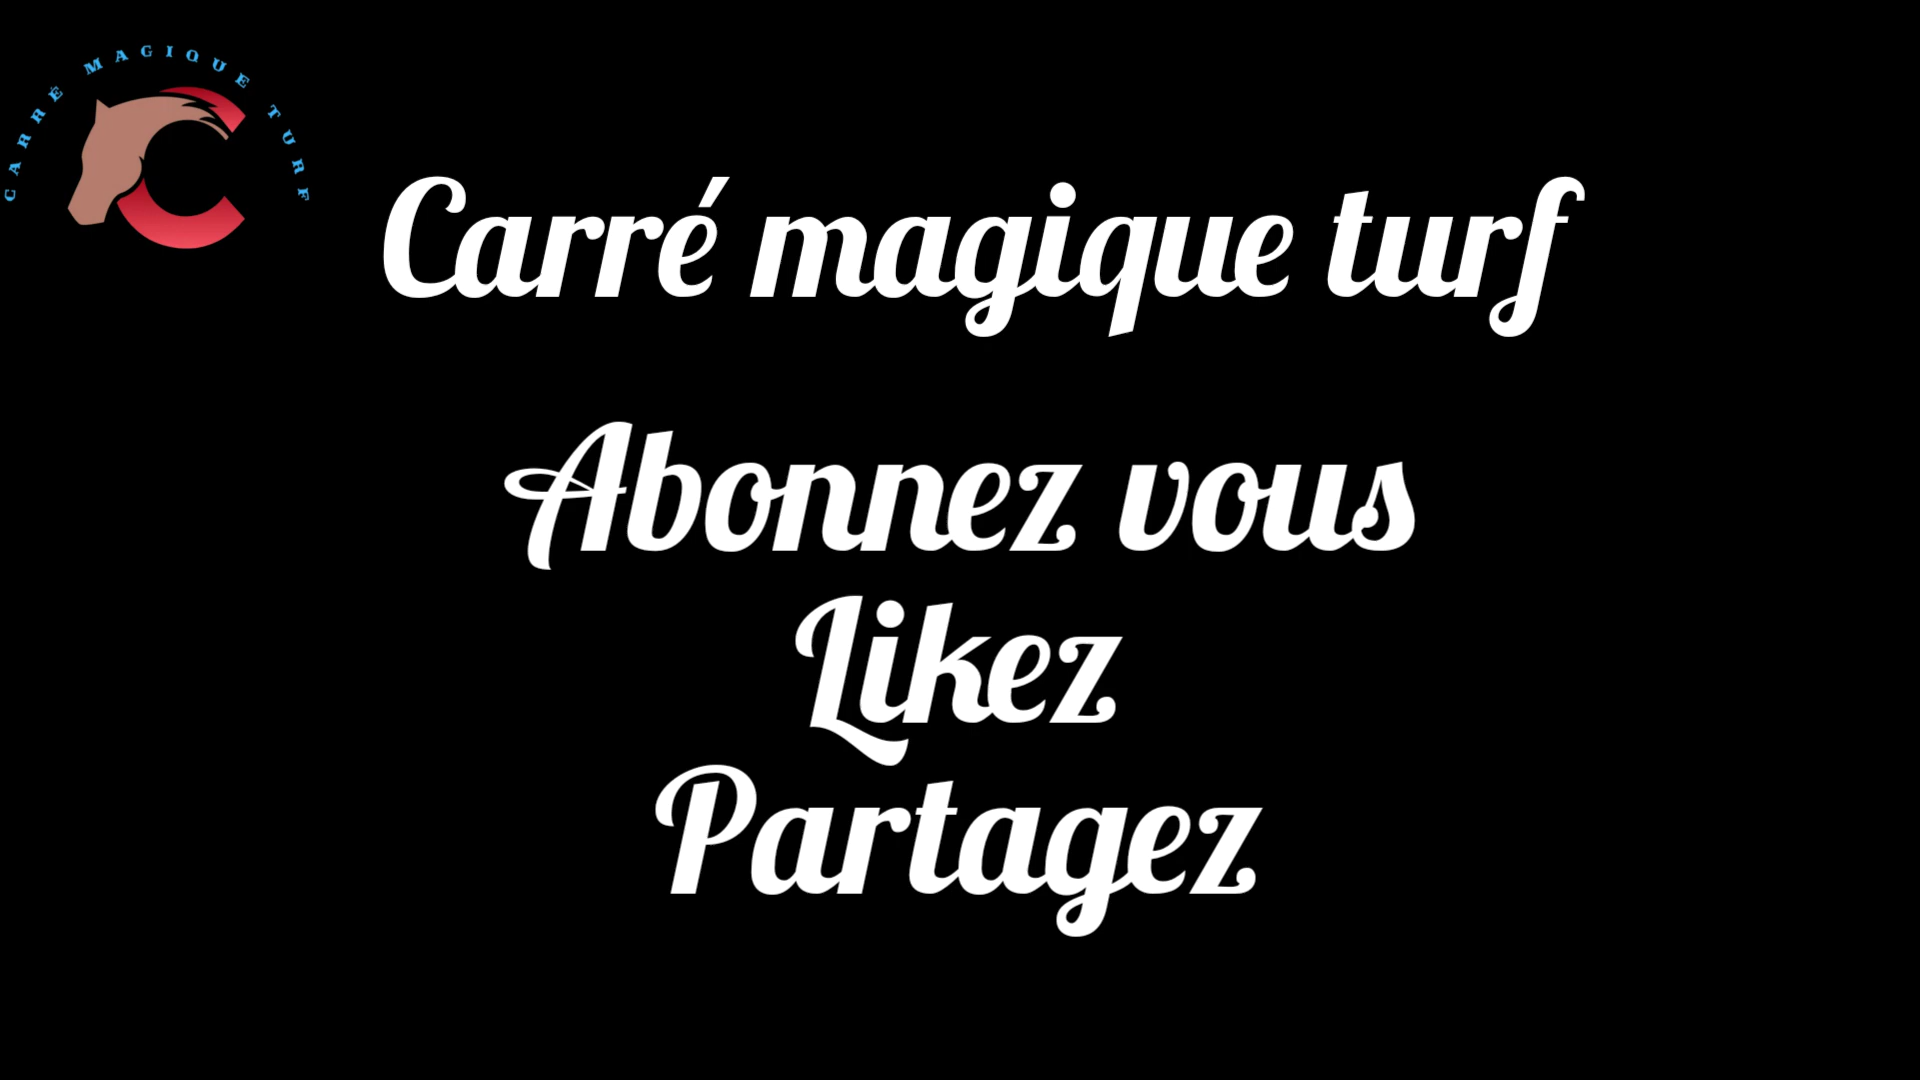 CARRÉ MAGIQUE TURF
Carré magique turf
Abonnez vous
Likez
Partagez